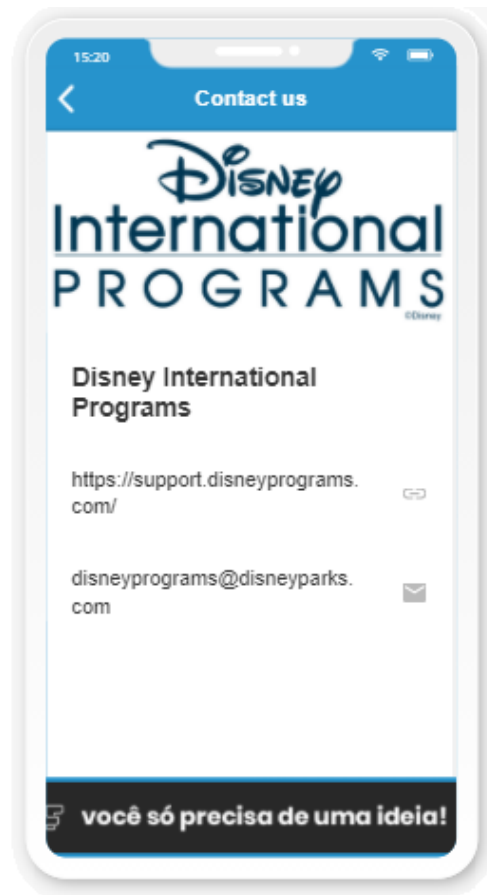 15:20
Contact us
Disney
International
PROGRAMS
©Disney
Disney International
Programs
https://support.disneyprograms.
com/
disneyprograms@disneyparks.
com
você só precisa de uma ideia!